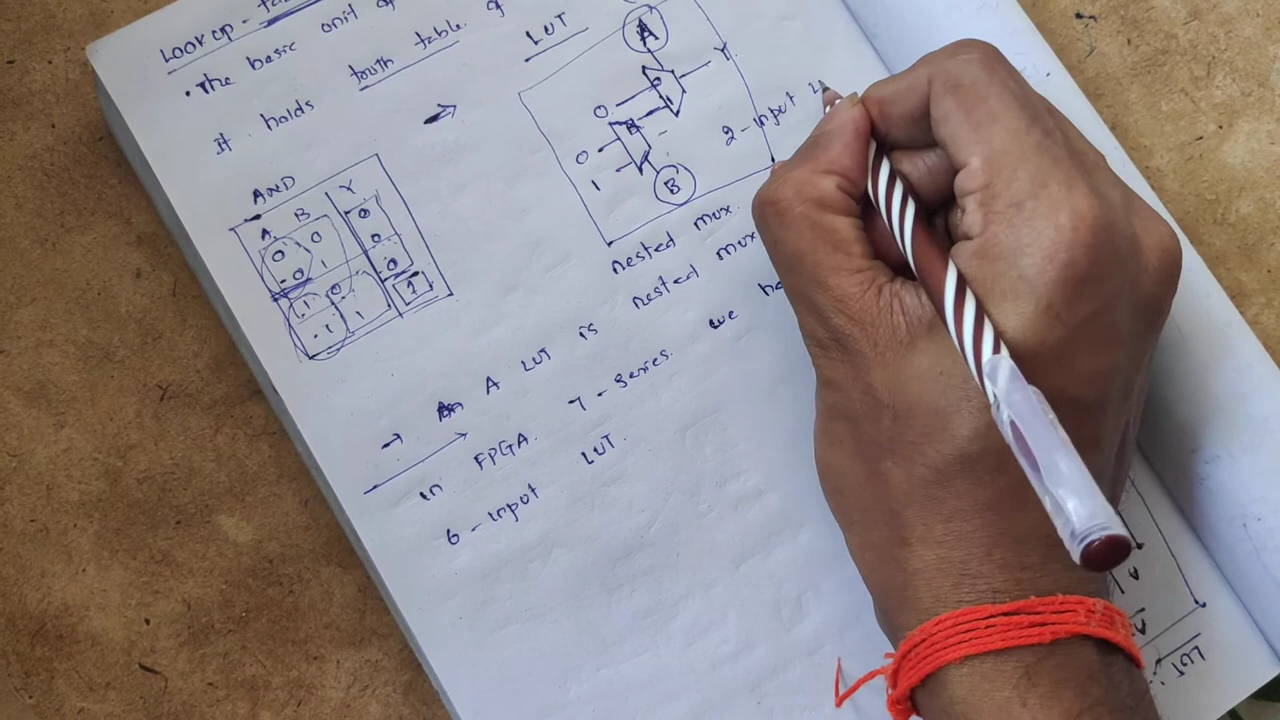 Look up - table
. The basic unit of
It holds truth table of
LUT
AND
A B Y
0 0 0
0 1 0
1 0 0
1 1 1
A
Y
0
0
1
B
2-input
nested mux.
→ A LUT is nested mux
in FPGA. 7-Series. we ha
6-input LUT.
LUT